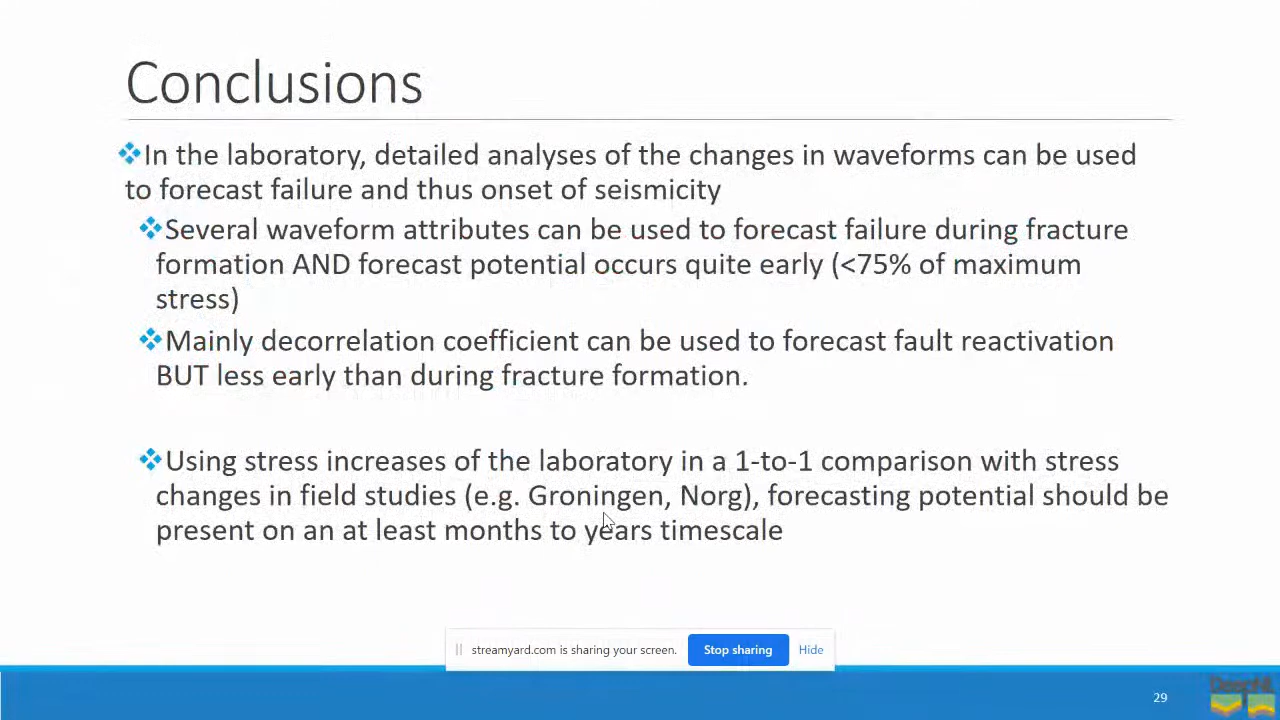 Conclusions
❖In the laboratory, detailed analyses of the changes in waveforms can be used
to forecast failure and thus onset of seismicity
❖Several waveform attributes can be used to forecast failure during fracture
formation AND forecast potential occurs quite early (<75% of maximum
stress)
❖Mainly decorrelation coefficient can be used to forecast fault reactivation
BUT less early than during fracture formation.
❖Using stress increases of the laboratory in a 1-to-1 comparison with stress
changes in field studies (e.g. Groningen, Norg), forecasting potential should be
present on an at least months to years timescale
streamyard.com is sharing your screen.
Stop sharing
Hide
29
DeepNL